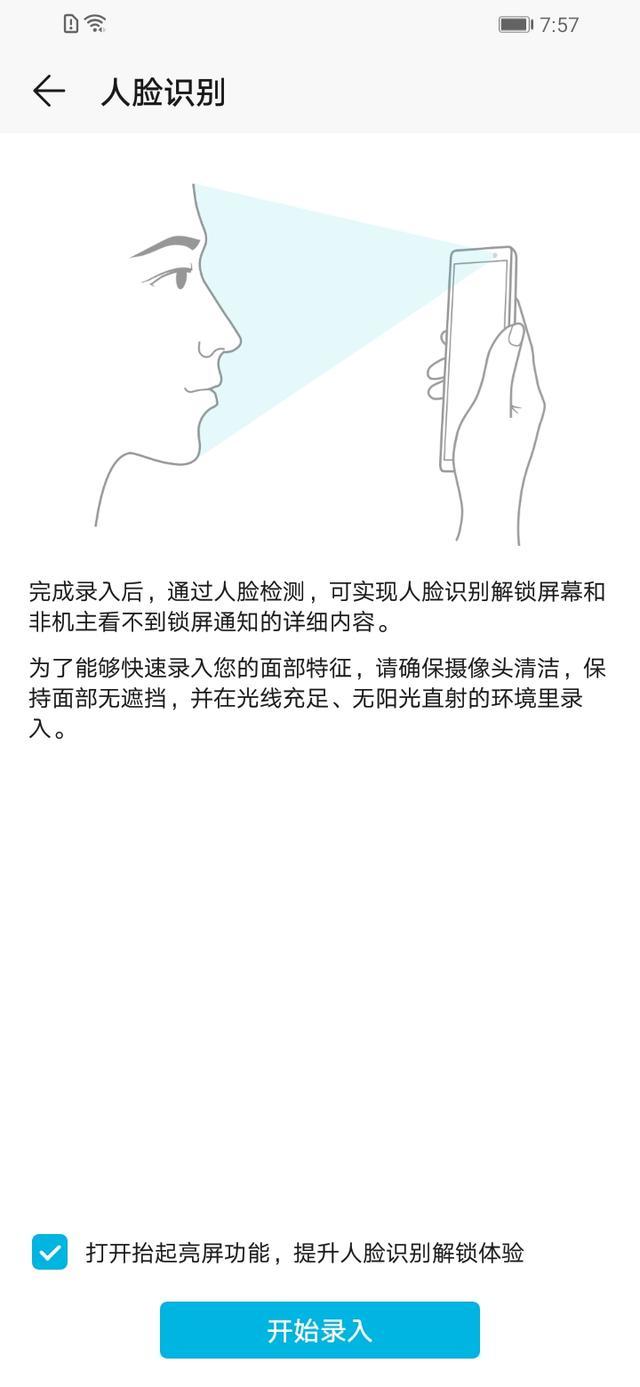 7:57
人脸识别
完成录入后，通过人脸检测，可实现人脸识别解锁屏幕和
非机主看不到锁屏通知的详细内容。
为了能够快速录入您的面部特征，请确保摄像头清洁，保
持面部无遮挡，并在光线充足、无阳光直射的环境里录
入。
打开抬起亮屏功能，提升人脸识别解锁体验
开始录入